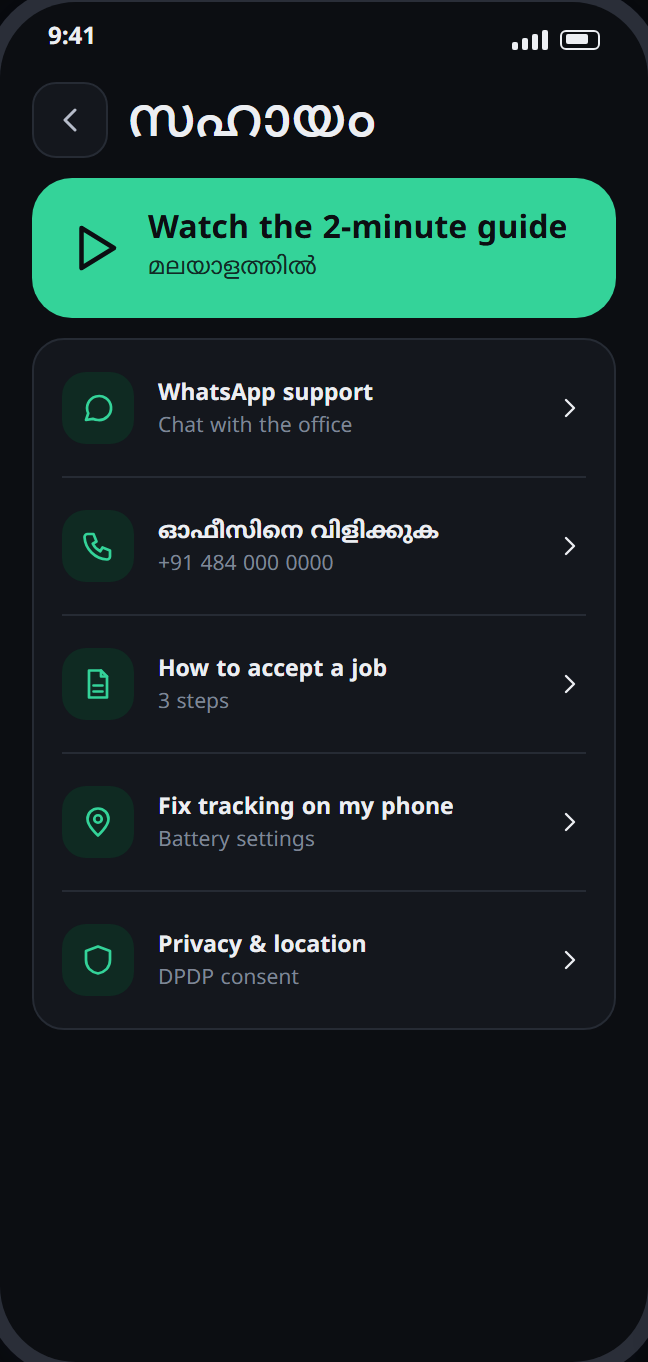 9:41
സഹായം
Watch the 2-minute guide
മലയാളത്തിൽ
WhatsApp support
Chat with the office
ഓഫീസിനെ വിളിക്കുക
+91 484 000 0000
How to accept a job
3 steps
Fix tracking on my phone
Battery settings
Privacy & location
DPDP consent